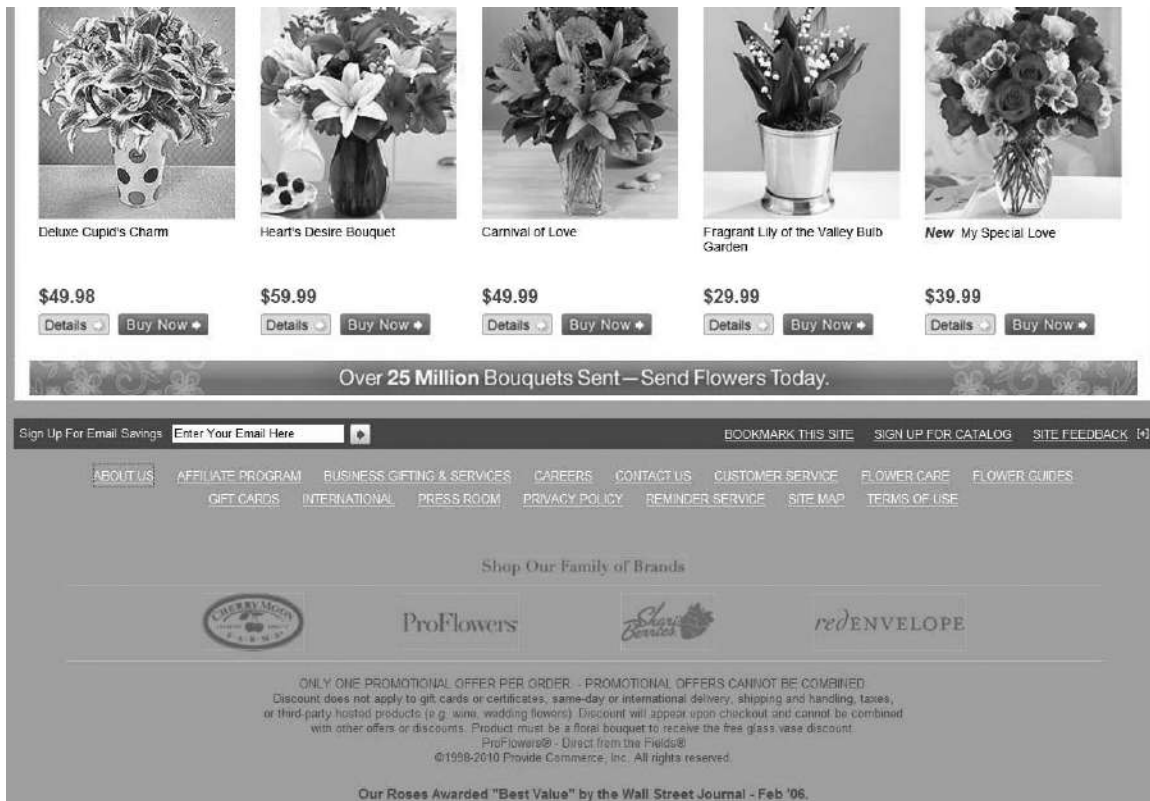 Deluxe Cupid's Charm
Heart's Desire Bouquet
Carnival of Love
Fragrant Lily of the Valley Bulb
Garden
New My Special Love
$49.98
$59.99
$49.99
$29.99
$39.99
Details Buy Now
Details Buy Now
Details Buy Now
Details Buy Now
Details Buy Now
Over 25 Million Bouquets Sent—Send Flowers Today.
Sign Up For Email Savings Enter Your Email Here BOOKMARK THIS SITE SIGN UP FOR CATALOG SITE FEEDBACK [+]
ABOUT US AFFILIATE PROGRAM BUSINESS GIFTING & SERVICES CAREERS CONTACT US CUSTOMER SERVICE FLOWER CARE FLOWER GUIDES
GIFT CARDS INTERNATIONAL PRESS ROOM PRIVACY POLICY REMINDER SERVICE SITE MAP TERMS OF USE
Shop Our Family of Brands
CHERRY MOON
FARMS
ProFlowers
Shari's
Berries
redENVELOPE
ONLY ONE PROMOTIONAL OFFER PER ORDER. - PROMOTIONAL OFFERS CANNOT BE COMBINED
Discount does not apply to gift cards or certificates, same-day or international delivery, shipping and handling, taxes,
or third-party hosted products (e.g. wine, wedding flowers). Discount will appear upon checkout and cannot be combined
with other offers or discounts. Product must be a floral bouquet to receive the free glass vase discount.
ProFlowers® - Direct from the Fields®
©1998-2010 Provide Commerce, Inc. All rights reserved.
Our Roses Awarded "Best Value" by the Wall Street Journal - Feb '06.